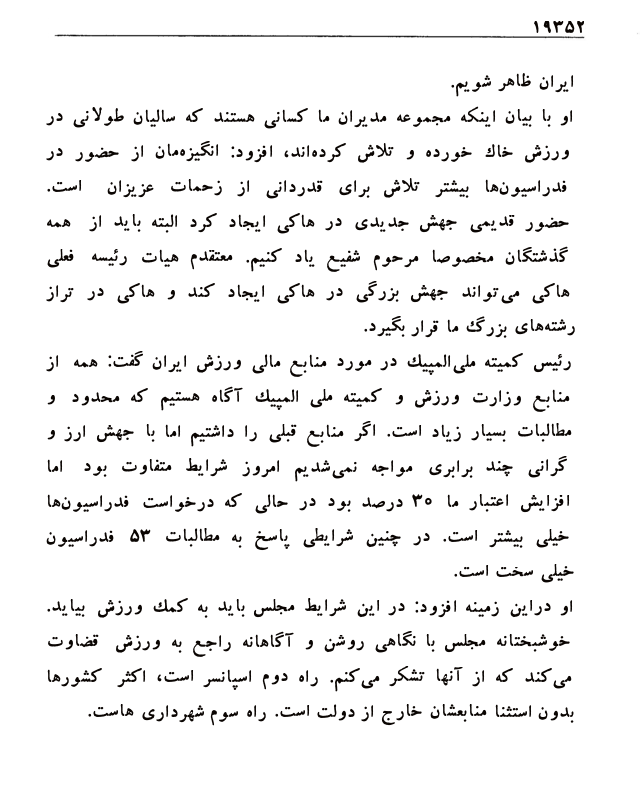 ۱۹۳۵۲
ایران ظاهر شویم.
او با بیان اینکه مجموعه مدیران ما کسانی هستند که سالیان طولانی در
ورزش خاك خورده و تلاش کرده‌اند، افزود: انگیزه‌مان از حضور در
فدراسیون‌ها بیشتر تلاش برای قدردانی از زحمات عزیزان است.
حضور قدیمی جهش جدیدی در هاکی ایجاد کرد البته باید از همه
گذشتگان مخصوصا مرحوم شفیع یاد کنیم. معتقدم هیات رئیسه فعلی
هاکی می‌تواند جهش بزرگی در هاکی ایجاد کند و هاکی در تراز
رشته‌های بزرگ ما قرار بگیرد.
رئیس کمیته ملی‌المپیك در مورد منابع مالی ورزش ایران گفت: همه از
منابع وزارت ورزش و کمیته ملی المپیك آگاه هستیم که محدود و
مطالبات بسیار زیاد است. اگر منابع قبلی را داشتیم اما با جهش ارز و
گرانی چند برابری مواجه نمی‌شدیم امروز شرایط متفاوت بود اما
افزایش اعتبار ما ۳۰ درصد بود در حالی که درخواست فدراسیون‌ها
خیلی بیشتر است. در چنین شرایطی پاسخ به مطالبات ۵۳ فدراسیون
خیلی سخت است.
او دراین زمینه افزود: در این شرایط مجلس باید به کمك ورزش بیاید.
خوشبختانه مجلس با نگاهی روشن و آگاهانه راجع به ورزش قضاوت
می‌کند که از آنها تشکر می‌کنم. راه دوم اسپانسر است، اکثر کشورها
بدون استثنا منابعشان خارج از دولت است. راه سوم شهرداری هاست.